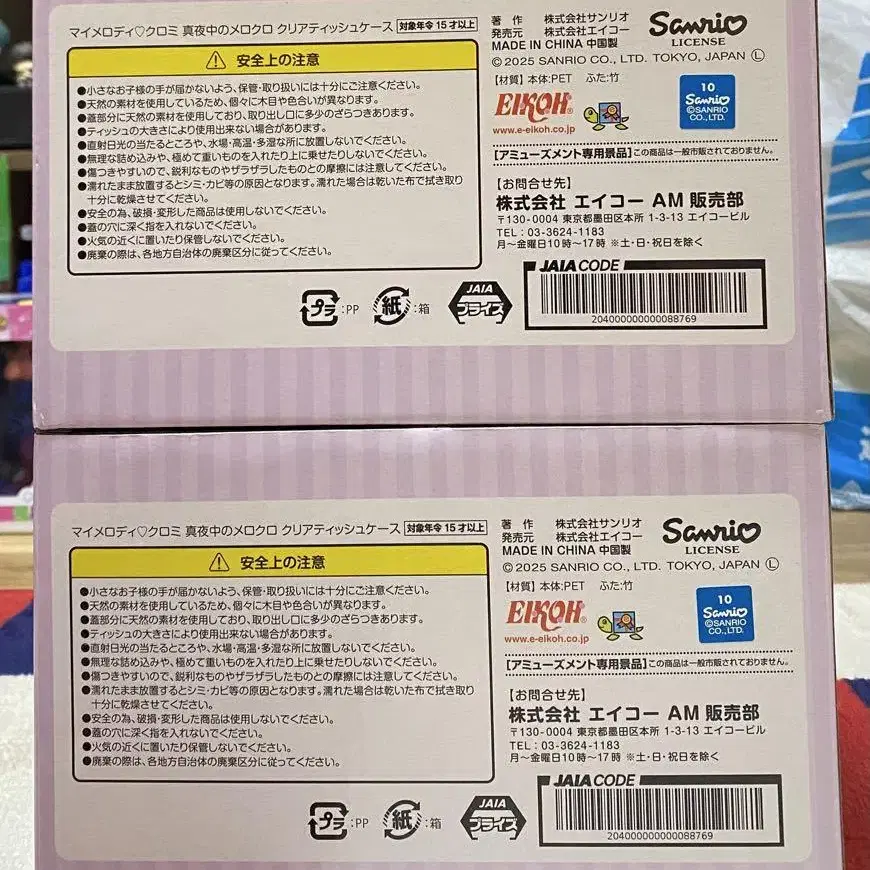 マイメロディ♡クロミ 真夜中のメロクロ クリアティッシュケース 対象年令15才以上
⚠ 安全上の注意
●小さなお子様の手が届かないよう、保管・取り扱いには十分にご注意ください。
●天然の素材を使用しているため、個々に木目や色合いが異なります。
●蓋部分に天然の素材を使用しており、取り出し口に多少のざらつきあります。
●ティッシュの大きさにより使用出来ない場合があります。
●直射日光の当たるところや、水場・高温・多湿な所に放置しないでください。
●無理な詰め込みや、極めて重いものを入れたり上に乗せたりしないでください。
●傷つきやすいので、鋭利なものやザラザラしたものとの摩擦には注意してください。
●濡れたまま放置するとシミ・カビ等の原因となります。濡れた場合は乾いた布で拭き取り
十分に乾燥させてください。
●安全の為、破損・変形した商品は使用しないでください。
●蓋の穴に深く指を入れないでください。
●火気の近くに置いたり保管しないでください。
●廃棄の際は、各地方自治体の廃棄区分に従ってください。
著作 株式会社サンリオ
発売元 株式会社エイコー
MADE IN CHINA 中国製
Sanrio
LICENSE
©2025 SANRIO CO., LTD. TOKYO, JAPAN Ⓛ
【材質】本体:PET ふた:竹
EIKOH
www.e-eikoh.co.jp
10
Sanrio
©SANRIO
CO., LTD.
【アミューズメント専用景品】この商品は一般市販されておりません。
【お問合せ先】
株式会社 エイコー AM 販売部
〒130-0004 東京都墨田区本所 1-3-13 エイコービル
TEL：03-3624-1183
月～金曜日10時～17時 ※土・日・祝日を除く
プラ:PP 紙:箱 JAIA プライズ
JAIA CODE
204000000000088769
マイメロディ♡クロミ 真夜中のメロクロ クリアティッシュケース 対象年令15才以上
⚠ 安全上の注意
●小さなお子様の手が届かないよう、保管・取り扱いには十分にご注意ください。
●天然の素材を使用しているため、個々に木目や色合いが異なります。
●蓋部分に天然の素材を使用しており、取り出し口に多少のざらつきあります。
●ティッシュの大きさにより使用出来ない場合があります。
●直射日光の当たるところや、水場・高温・多湿な所に放置しないでください。
●無理な詰め込みや、極めて重いものを入れたり上に乗せたりしないでください。
●傷つきやすいので、鋭利なものやザラザラしたものとの摩擦には注意してください。
●濡れたまま放置するとシミ・カビ等の原因となります。濡れた場合は乾いた布で拭き取り
十分に乾燥させてください。
●安全の為、破損・変形した商品は使用しないでください。
●蓋の穴に深く指を入れないでください。
●火気の近くに置いたり保管しないでください。
●廃棄の際は、各地方自治体の廃棄区分に従ってください。
著作 株式会社サンリオ
発売元 株式会社エイコー
MADE IN CHINA 中国製
Sanrio
LICENSE
©2025 SANRIO CO., LTD. TOKYO, JAPAN Ⓛ
【材質】本体:PET ふた:竹
EIKOH
www.e-eikoh.co.jp
10
Sanrio
©SANRIO
CO., LTD.
【アミューズメント専用景品】この商品は一般市販されておりません。
【お問合せ先】
株式会社 エイコー AM 販売部
〒130-0004 東京都墨田区本所 1-3-13 エイコービル
TEL：03-3624-1183
月～金曜日10時～17時 ※土・日・祝日を除く
プラ:PP 紙:箱 JAIA プライズ
JAIA CODE
204000000000088769